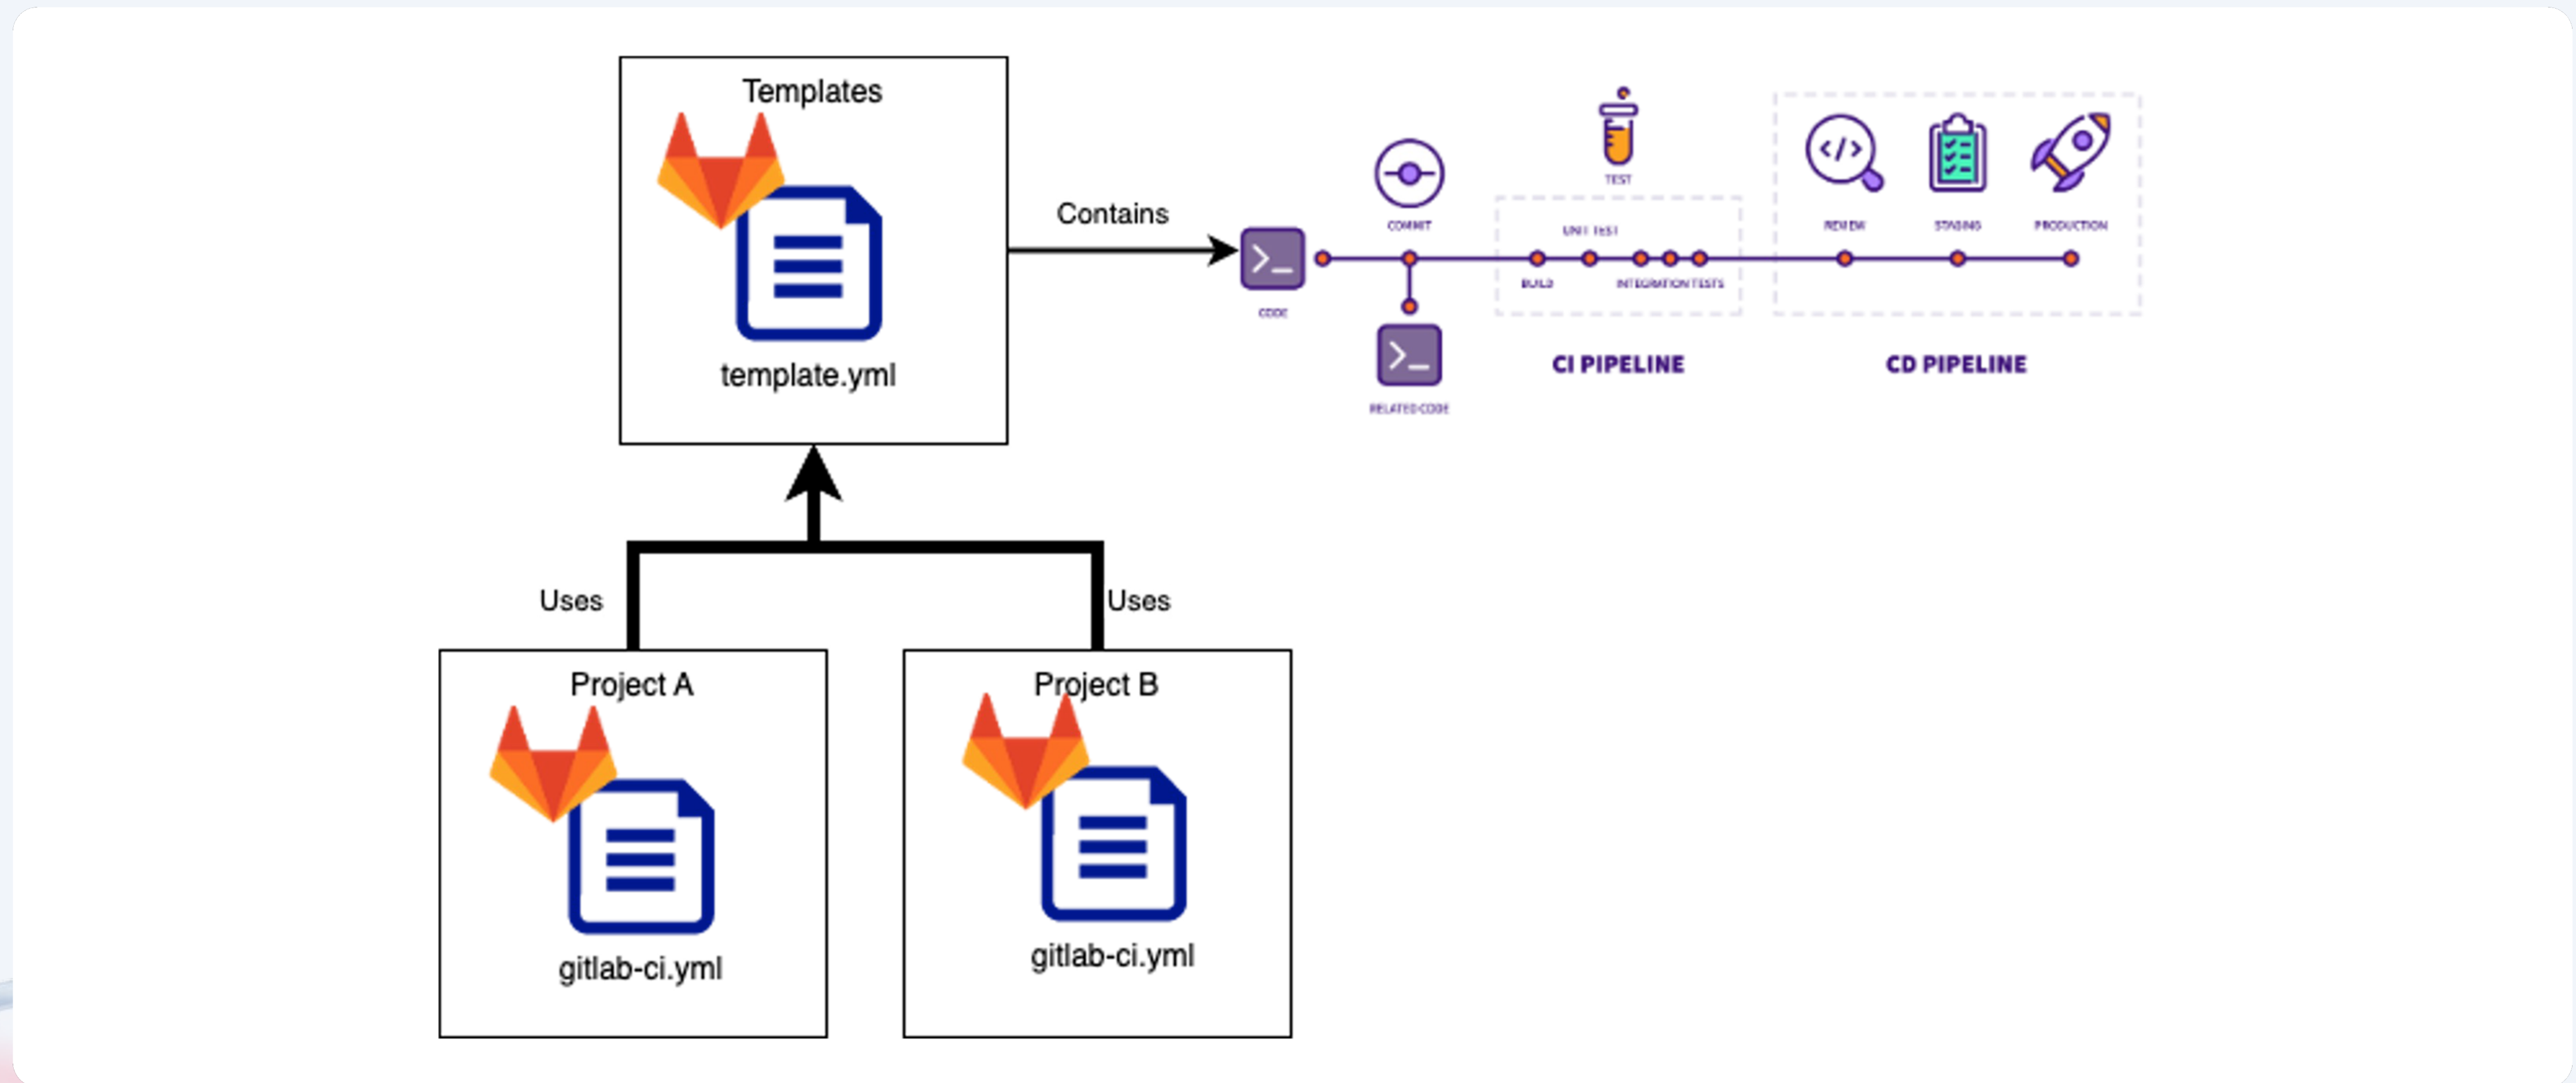 Templates
template.yml
Contains
CODE
COMMIT
RELATED CODE
TEST
UNIT TEST
BUILD
INTEGRATION TESTS
CI PIPELINE
REVIEW
STAGING
PRODUCTION
CD PIPELINE
Uses
Uses
Project A
gitlab-ci.yml
Project B
gitlab-ci.yml